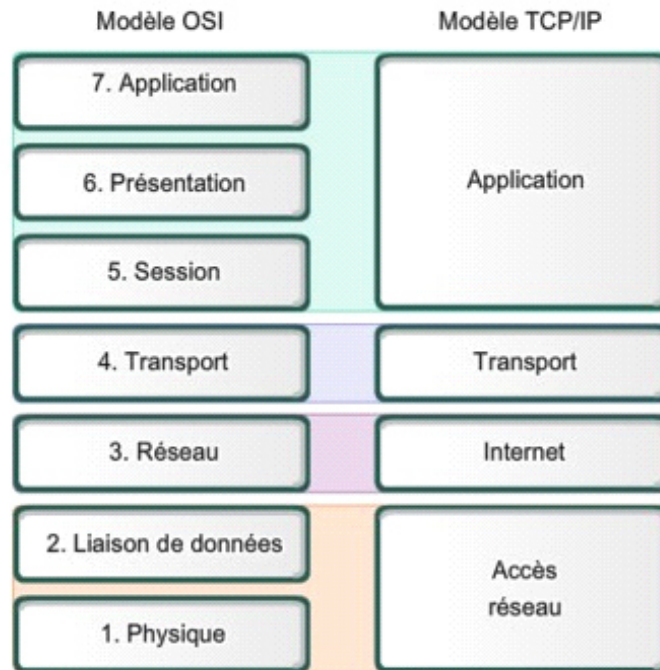 Modèle OSI
Modèle TCP/IP
7. Application
6. Présentation
5. Session
4. Transport
3. Réseau
2. Liaison de données
1. Physique
Application
Transport
Internet
Accès
réseau